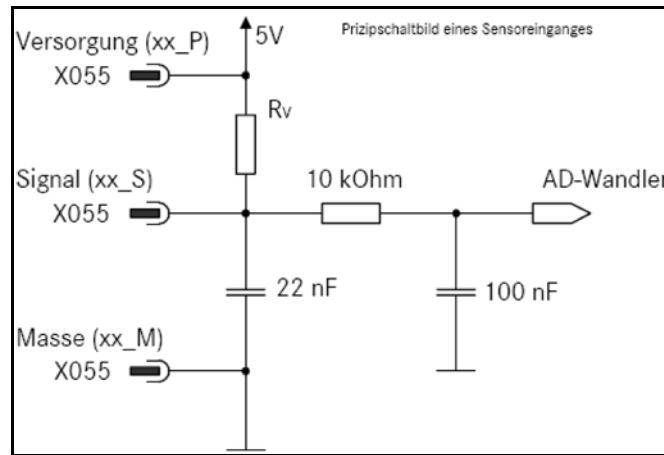 Prizipschaltbild eines Sensoreinganges
Versorgung (xx_P)
5V
X055
Rv
Signal (xx_S)
10 kOhm
AD-Wandler
X055
22 nF
100 nF
Masse (xx_M)
X055